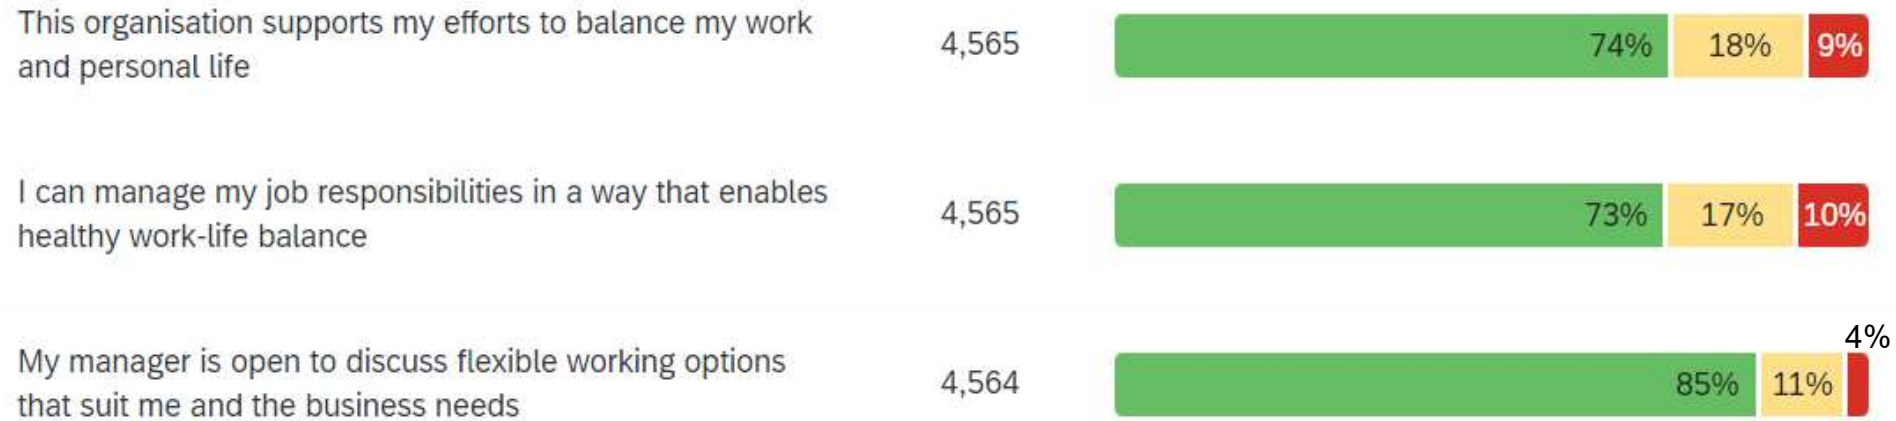 This organisation supports my efforts to balance my work
and personal life
4,565
74%
18%
9%
I can manage my job responsibilities in a way that enables
healthy work-life balance
4,565
73%
17%
10%
4%
My manager is open to discuss flexible working options
that suit me and the business needs
4,564
85%
11%